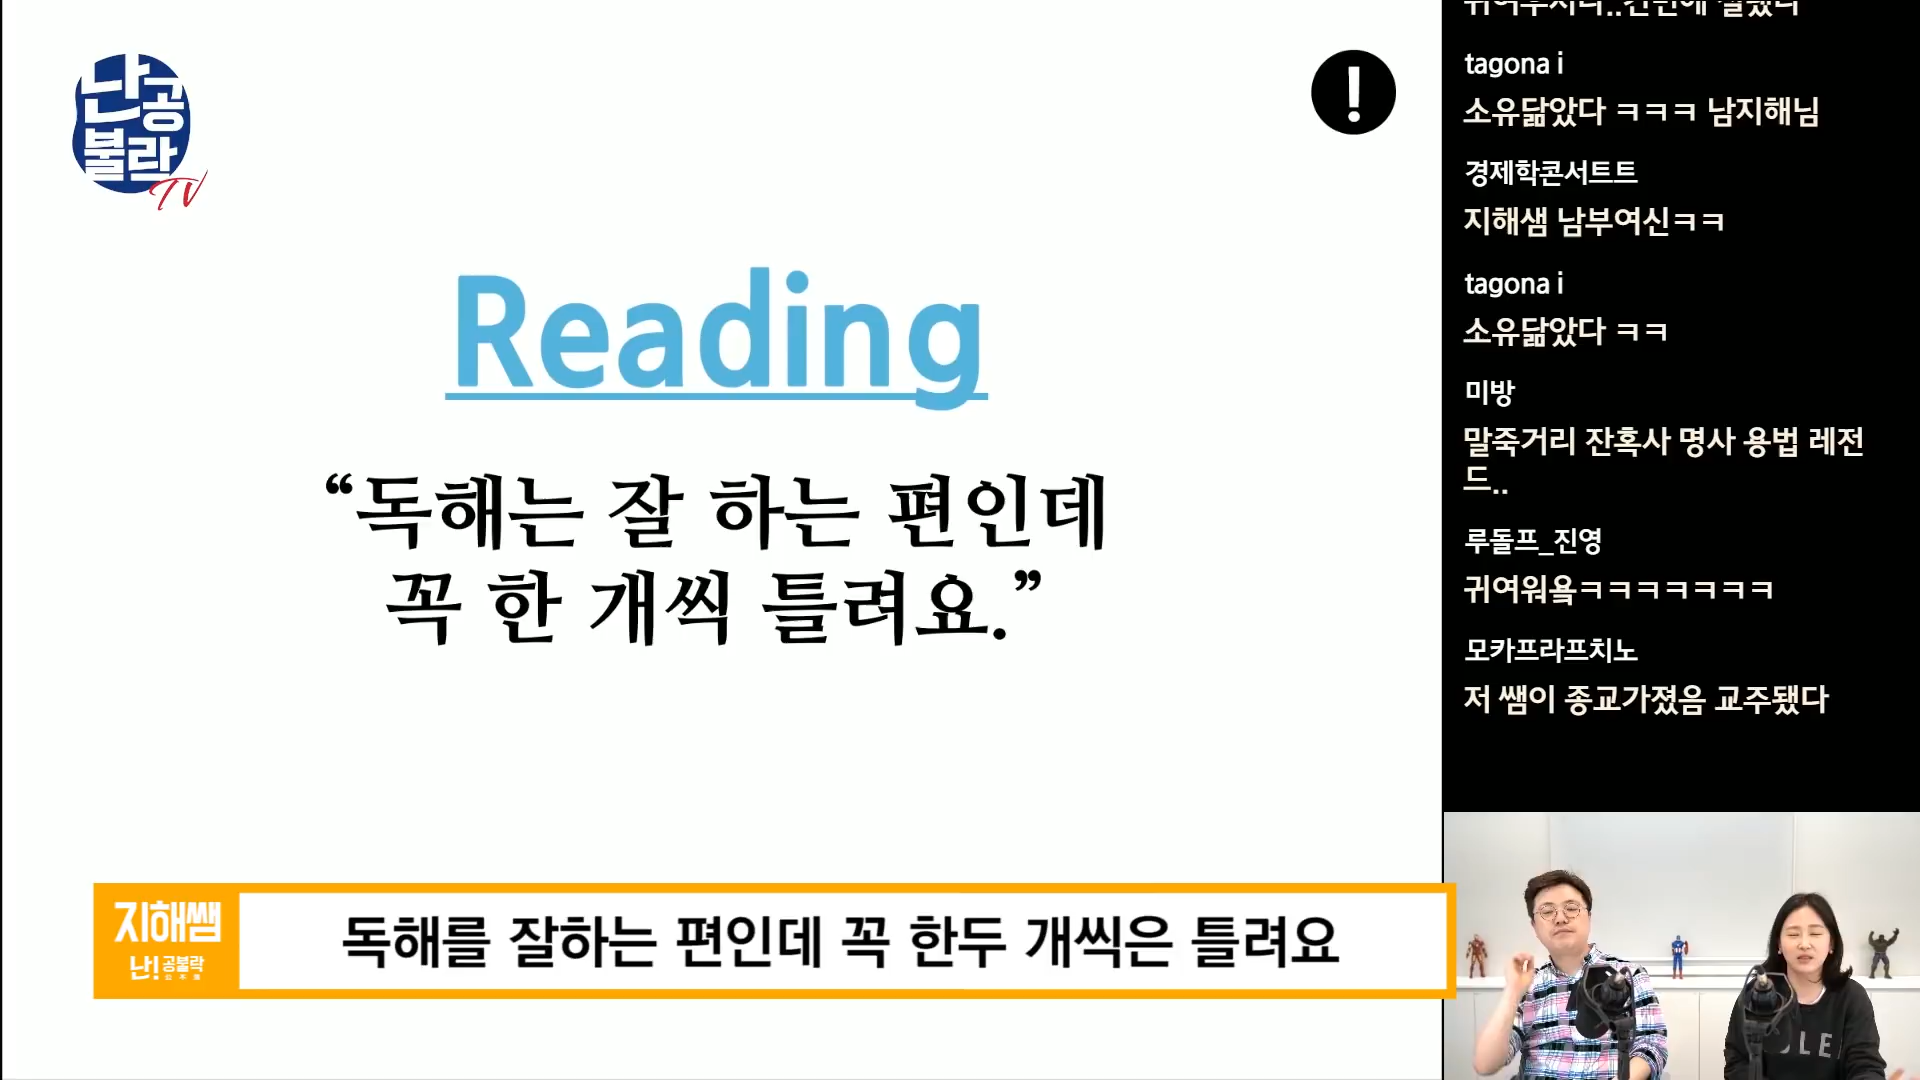 난공
불락
TV
!
Reading
“독해는 잘 하는 편인데
꼭 한 개씩 틀려요.”
지해쌤
난! 공불락
독해를 잘하는 편인데 꼭 한두 개씩은 틀려요
tagona i
소유닮았다 ㅋㅋㅋ 남지해님
경제학콘서트트
지해샘 남부여신ㅋㅋ
tagona i
소유닮았다 ㅋㅋ
미방
말죽거리 잔혹사 명사 용법 레전
드..
루돌프_진영
귀여워욬ㅋㅋㅋㅋㅋㅋㅋ
모카프라프치노
저 쌤이 종교가졌음 교주됐다